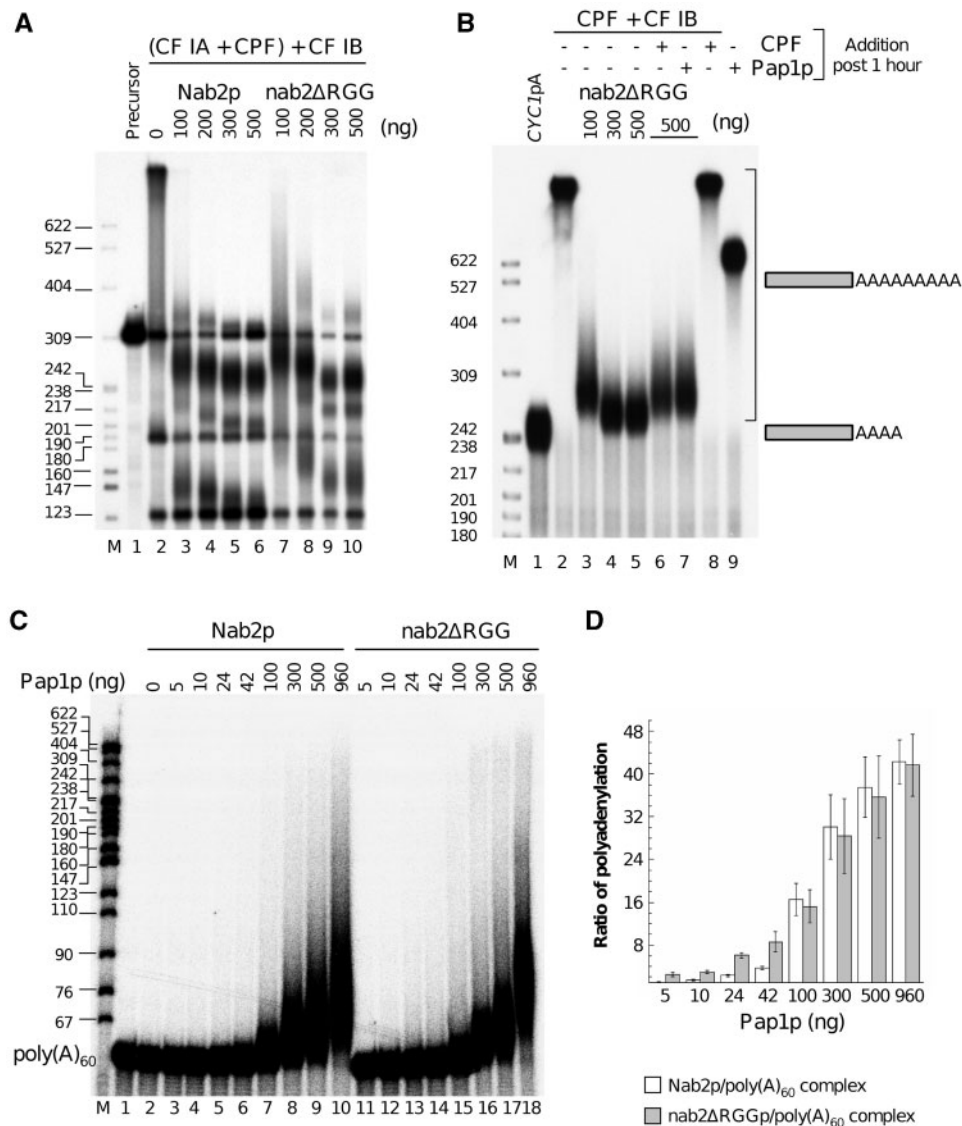 A
(CF IA +CPF) +CF IB
Precursor
Nab2p nab2ΔRGG
0 100 200 300 500 100 200 300 500 (ng)
622
527
404
309
242
238
217
201
190
180
160
147
123
M 1 2 3 4 5 6 7 8 9 10
B
CPF +CF IB
- - - - + - + - CPF
- - - - - + - + Pap1p
Addition
post 1 hour
CYC1pA
nab2ΔRGG
100 300 500 500 (ng)
622
527
404
309
242
238
217
201
190
180
M 1 2 3 4 5 6 7 8 9
AAAAAAAAA
AAAA
C
Nab2p nab2ΔRGG
Pap1p (ng) 0 5 10 24 42 100 300 500 960 5 10 24 42 100 300 500 960
622
527
404
309
242
238
217
201
190
180
160
147
123
110
90
76
67
poly(A)60
M 1 2 3 4 5 6 7 8 9 10 11 12 13 14 15 16 17 18
D
Ratio of polyadenylation
48
40
32
24
16
8
5 10 24 42 100 300 500 960
Pap1p (ng)
Nab2p/poly(A)60 complex
nab2ΔRGGp/poly(A)60 complex